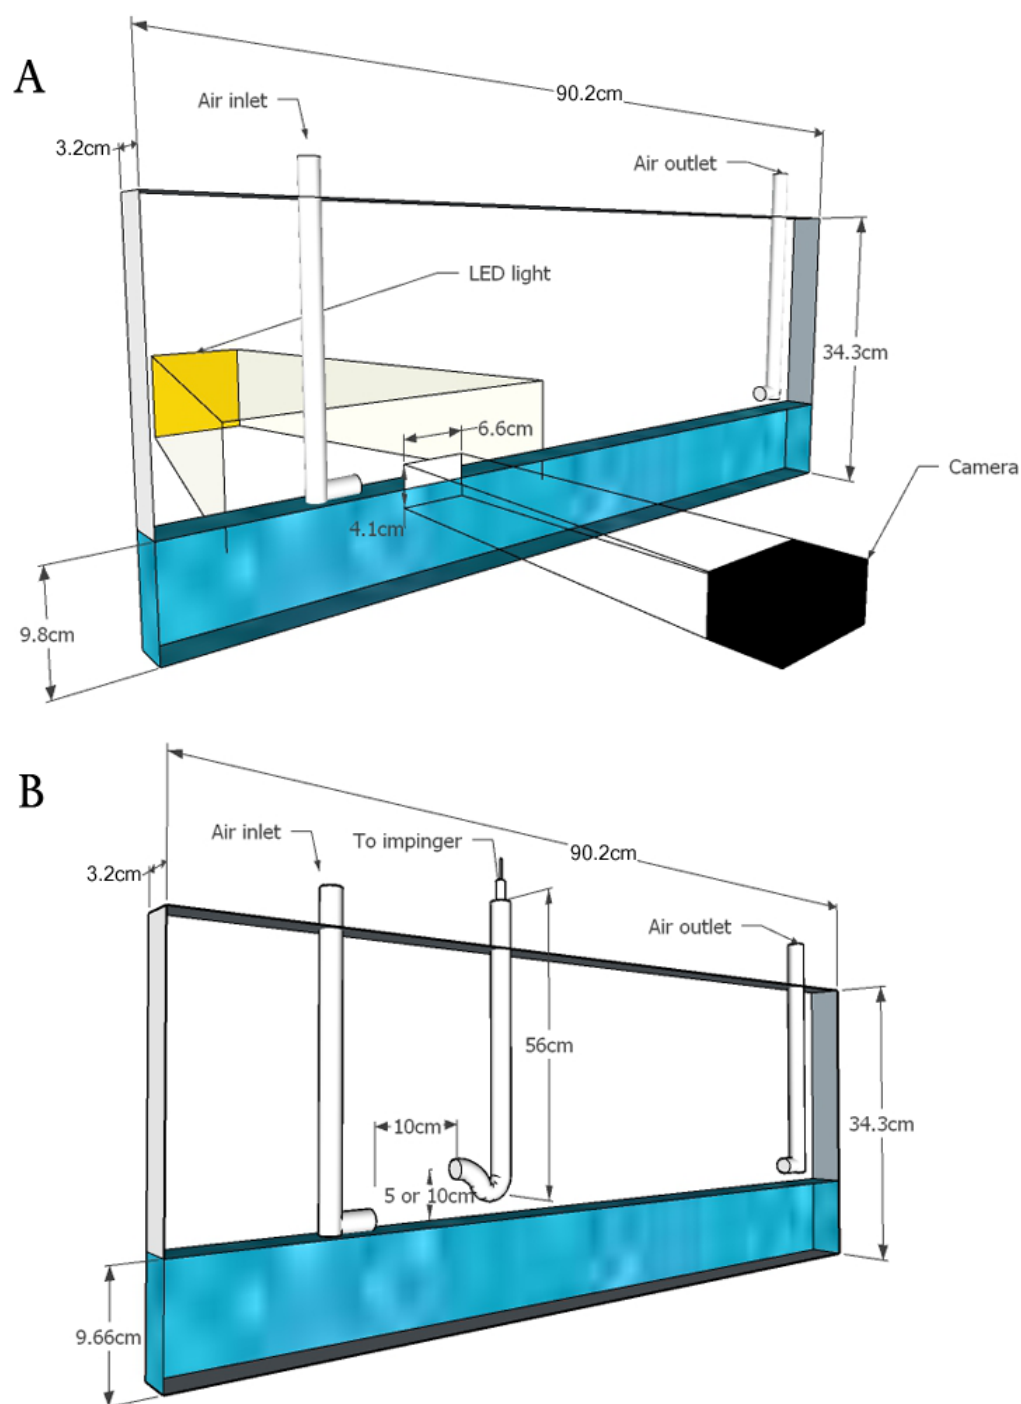 A
90.2cm
Air inlet
3.2cm
Air outlet
LED light
34.3cm
6.6cm
Camera
4.1cm
9.8cm
B
Air inlet
To impinger
90.2cm
3.2cm
Air outlet
56cm
10cm
34.3cm
5 or 10cm
9.66cm